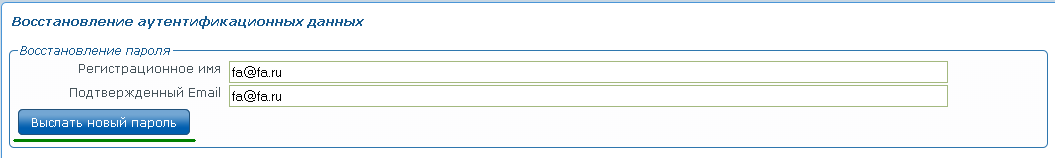 Восстановление аутентификационных данных
Восстановление пароля
Регистрационное имя fa@fa.ru
Подтвержденный Email fa@fa.ru
Выслать новый пароль